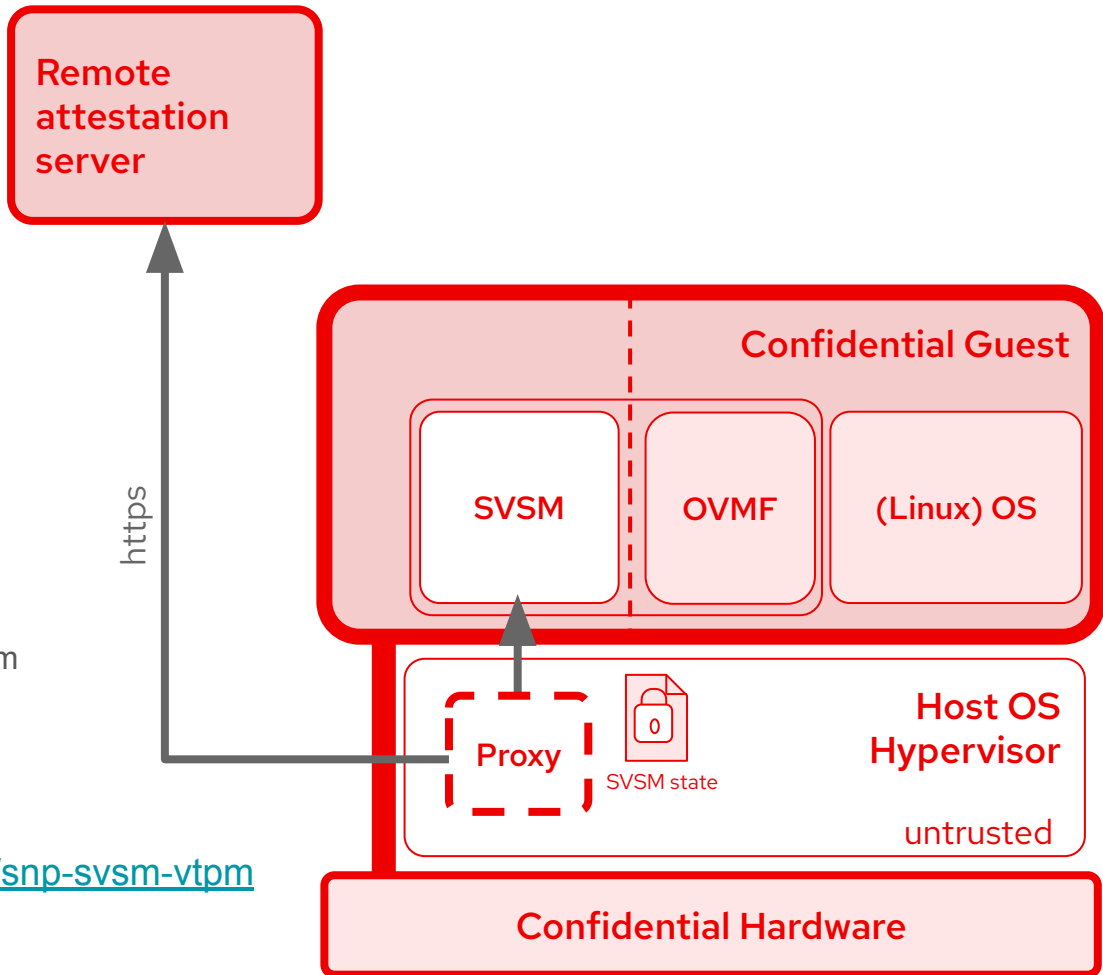 Remote
attestation
server
Confidential Guest
https
SVSM
OVMF
(Linux) OS
m
Proxy
SVSM state
Host OS
Hypervisor
untrusted
/snp-svsm-vtpm
Confidential Hardware